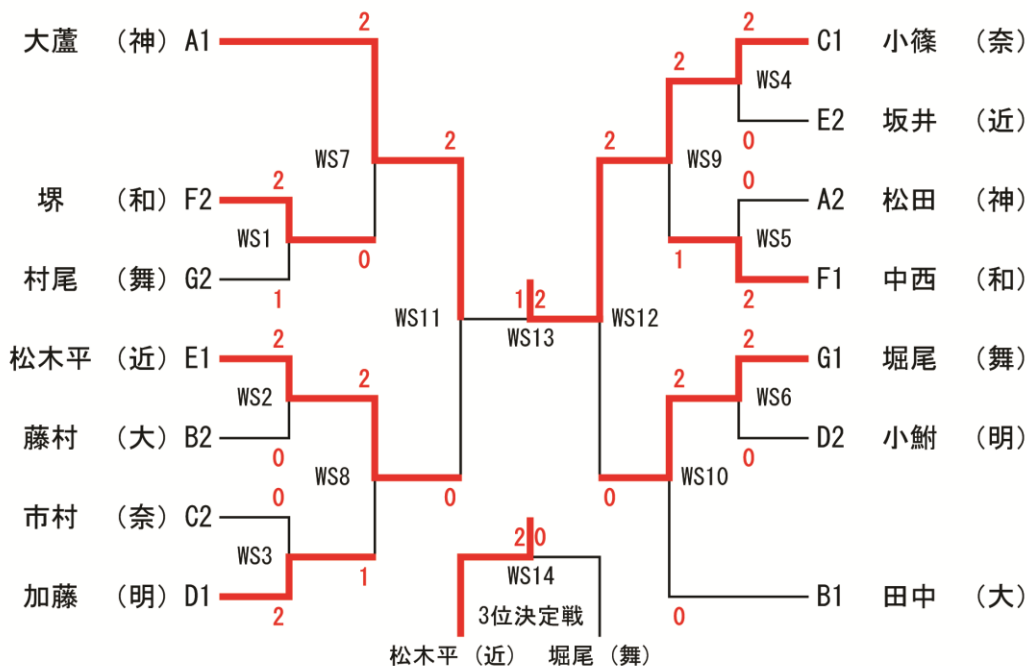 2
大蘆 （神） A1
WS7
2
堺 （和） F2
2
WS1
0
村尾 （舞） G2
1
WS11
松木平 （近） E1
2
WS2
2
藤村 （大） B2
0
WS8
0
0
市村 （奈） C2
WS3
1
加藤 （明） D1
2
1 2
WS13
2
C1 小篠 （奈）
2
WS4
E2 坂井 （近）
0
2
WS9
0
A2 松田 （神）
WS5
1
F1 中西 （和）
2
WS12
2
G1 堀尾 （舞）
2
WS6
D2 小鮒 （明）
0
WS10
0
B1 田中 （大）
0
2 0
WS14
3位決定戦
松木平（近） 堀尾（舞）